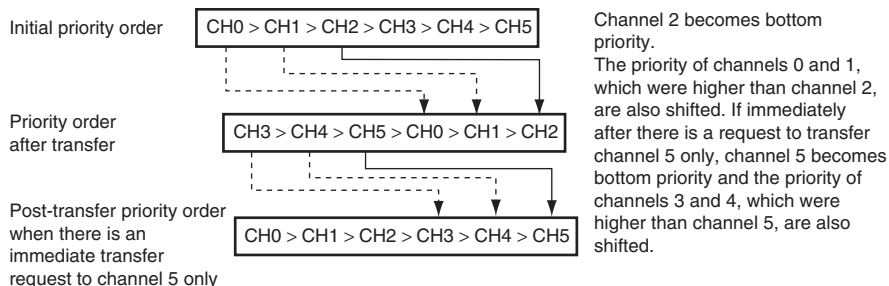 Initial priority order
CH0 > CH1 > CH2 > CH3 > CH4 > CH5
Priority order
after transfer
CH3 > CH4 > CH5 > CH0 > CH1 > CH2
Post-transfer priority order
when there is an
immediate transfer
request to channel 5 only
CH0 > CH1 > CH2 > CH3 > CH4 > CH5
Channel 2 becomes bottom
priority.
The priority of channels 0 and 1,
which were higher than channel 2,
are also shifted. If immediately
after there is a request to transfer
channel 5 only, channel 5 becomes
bottom priority and the priority of
channels 3 and 4, which were
higher than channel 5, are also
shifted.